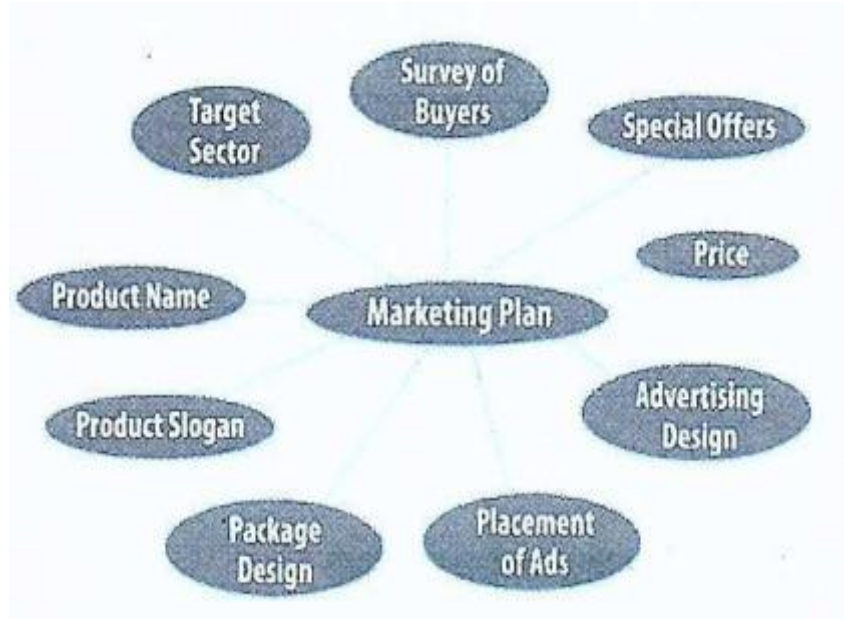 Survey of
Buyers
Target
Sector
Special Offers
Price
Product Name
Marketing Plan
Advertising
Design
Product Slogan
Package
Design
Placement
of Ads